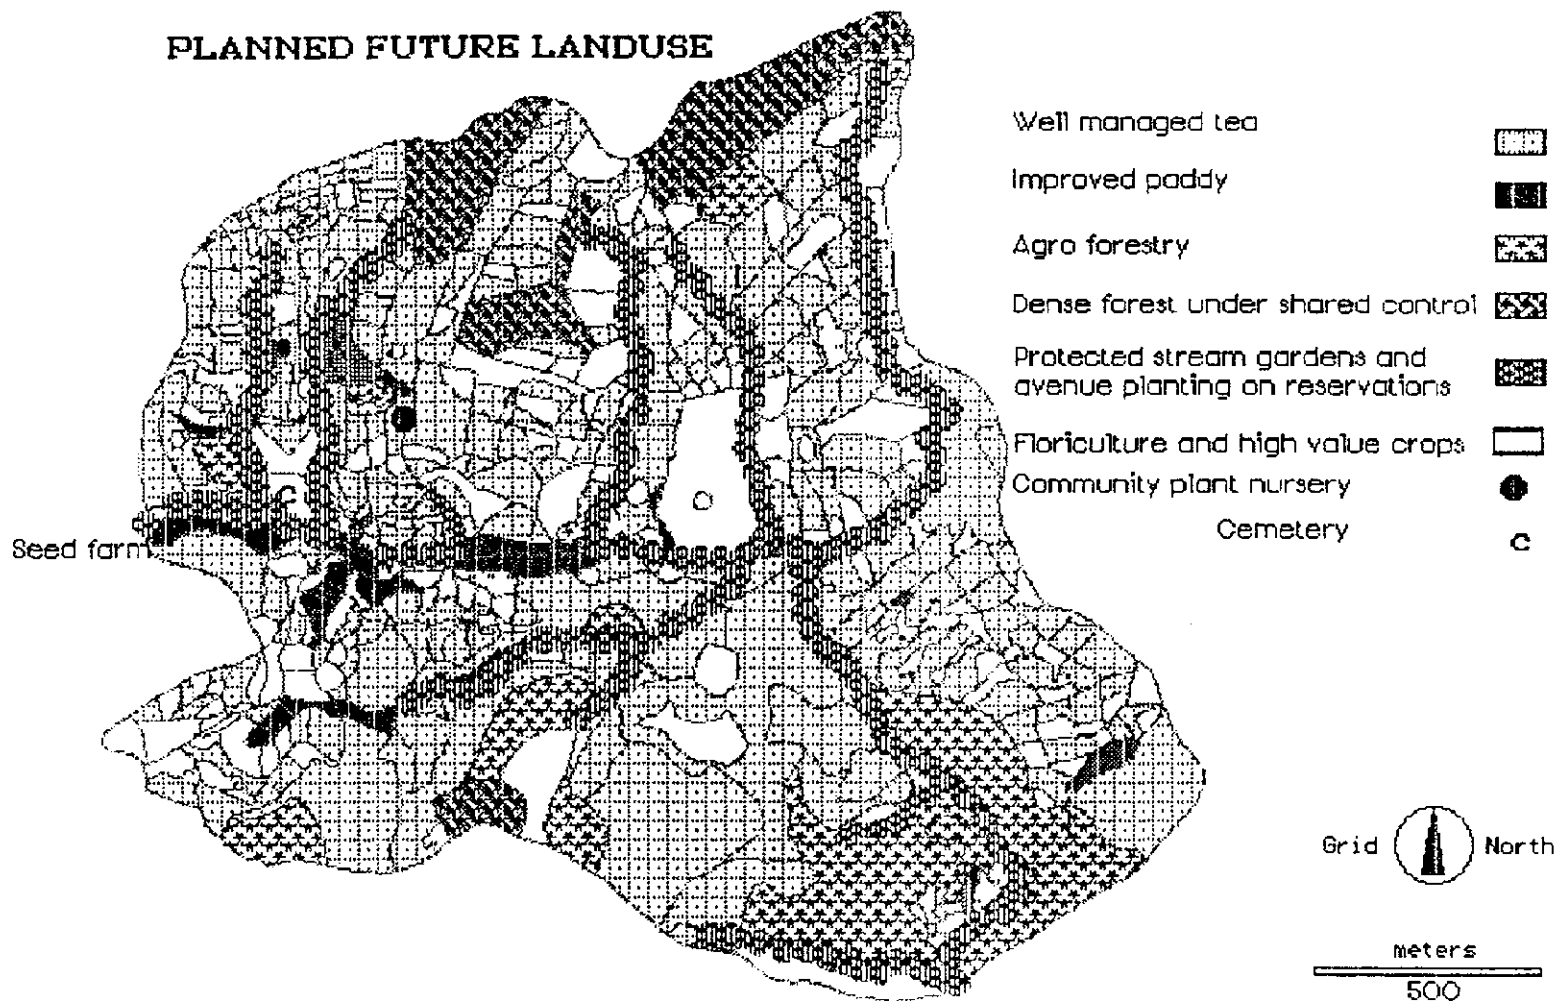 PLANNED FUTURE LANDUSE
Well managed tea
Improved paddy
Agro forestry
Dense forest under shared control
Protected stream gardens and
avenue planting on reservations
Floriculture and high value crops
Community plant nursery
Cemetery
C
Seed farm
C
Grid North
meters
500